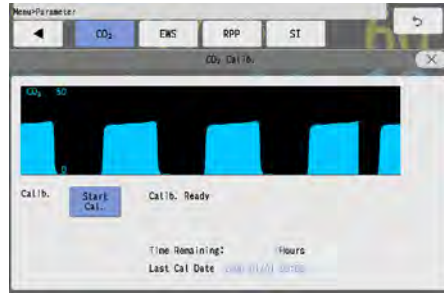 Menu>Parameter
CO₂ EWS RPP SI
CO₂ Calib.
CO₂ 50
0
Calib. Start Cal. Calib. Ready
Time Remaining: Hours
Last Cal Date